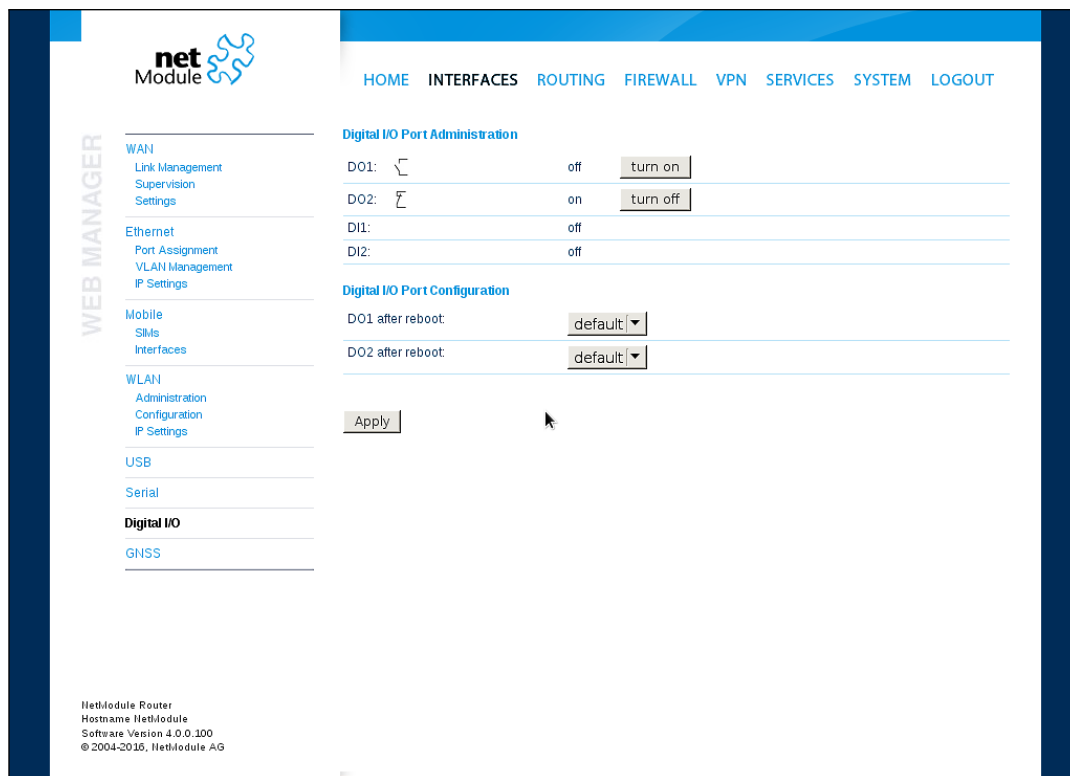 net
Module
HOME INTERFACES ROUTING FIREWALL VPN SERVICES SYSTEM LOGOUT
WEB MANAGER
WAN
Link Management
Supervision
Settings
Ethernet
Port Assignment
VLAN Management
IP Settings
Mobile
SIMs
Interfaces
WLAN
Administration
Configuration
IP Settings
USB
Serial
Digital I/O
GNSS
Digital I/O Port Administration
DO1: off turn on
DO2: on turn off
DI1: off
DI2: off
Digital I/O Port Configuration
DO1 after reboot: default
DO2 after reboot: default
Apply
NetModule Router
Hostname NetModule
Software Version 4.0.0.100
© 2004-2016, NetModule AG